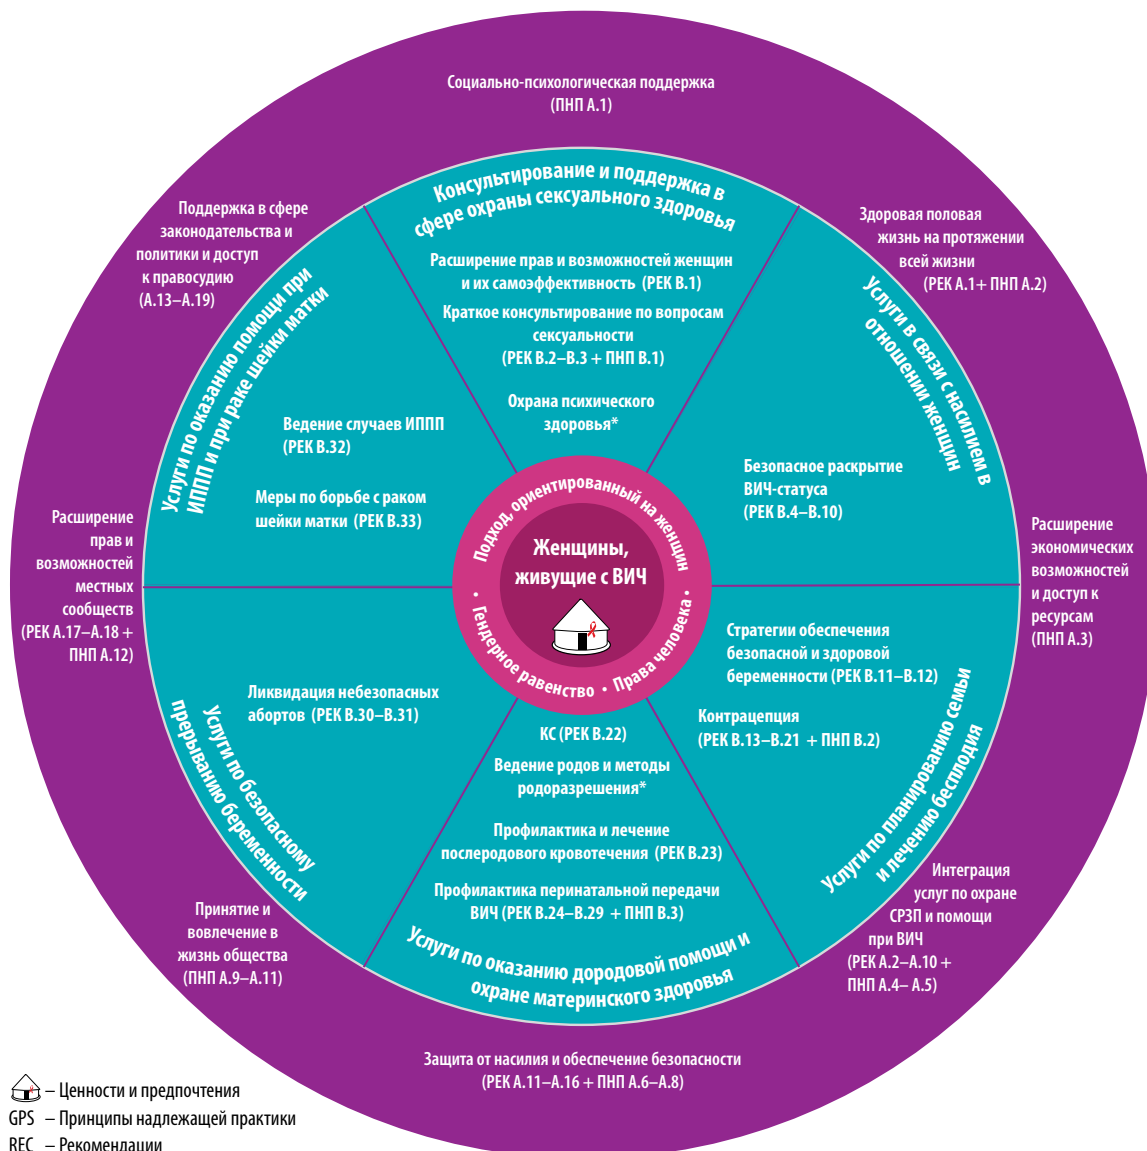 Социально-психологическая поддержка
(ПНП A.1)
Поддержка в сфере
законодательства и
политики и доступ
к правосудию
(A.13–A.19)
Здоровая половая
жизнь на протяжении
всей жизни
(РЕК A.1+ ПНП A.2)
Консультирование и поддержка в
сфере охраны сексуального здоровья
Расширение прав и возможностей женщин
и их самоэффективность (РЕК B.1)
Краткое консультирование по вопросам
сексуальности
(РЕК B.2–B.3 + ПНП B.1)
Охрана психического
здоровья*
Услуги по оказанию помощи при
ИППП и при раке шейки матки
Ведение случаев ИППП
(РЕК B.32)
Меры по борьбе с раком
шейки матки (РЕК B.33)
Услуги в связи с насилием в
отношении женщин
Безопасное раскрытие
ВИЧ-статуса
(РЕК B.4–B.10)
Расширение
прав и
возможностей
местных
сообществ
(РЕК A.17–A.18 +
ПНП A.12)
Подход, ориентированный на женщин
• Гендерное равенство • Права человека •
Женщины,
живущие с ВИЧ
Расширение
экономических
возможностей
и доступ к
ресурсам
(ПНП A.3)
Стратегии обеспечения
безопасной и здоровой
беременности (РЕК B.11–B.12)
Контрацепция
(РЕК B.13–B.21 + ПНП B.2)
Услуги по планированию семьи
и лечению бесплодия
Ликвидация небезопасных
абортов (РЕК B.30–B.31)
Услуги по безопасному
прерыванию беременности
КС (РЕК B.22)
Ведение родов и методы
родоразрешения*
Профилактика и лечение
послеродового кровотечения (РЕК B.23)
Профилактика перинатальной передачи
ВИЧ (РЕК B.24–B.29 + ПНП B.3)
Услуги по оказанию дородовой помощи и
охране материнского здоровья
Принятие и
вовлечение в
жизнь общества
(ПНП A.9–A.11)
Интеграция
услуг по охране
СРЗП и помощи
при ВИЧ
(РЕК A.2–A.10 +
ПНП A.4– A.5)
Защита от насилия и обеспечение безопасности
(РЕК A.11–A.16 + ПНП A.6–A.8)
– Ценности и предпочтения
GPS – Принципы надлежащей практики
REC – Рекомендации